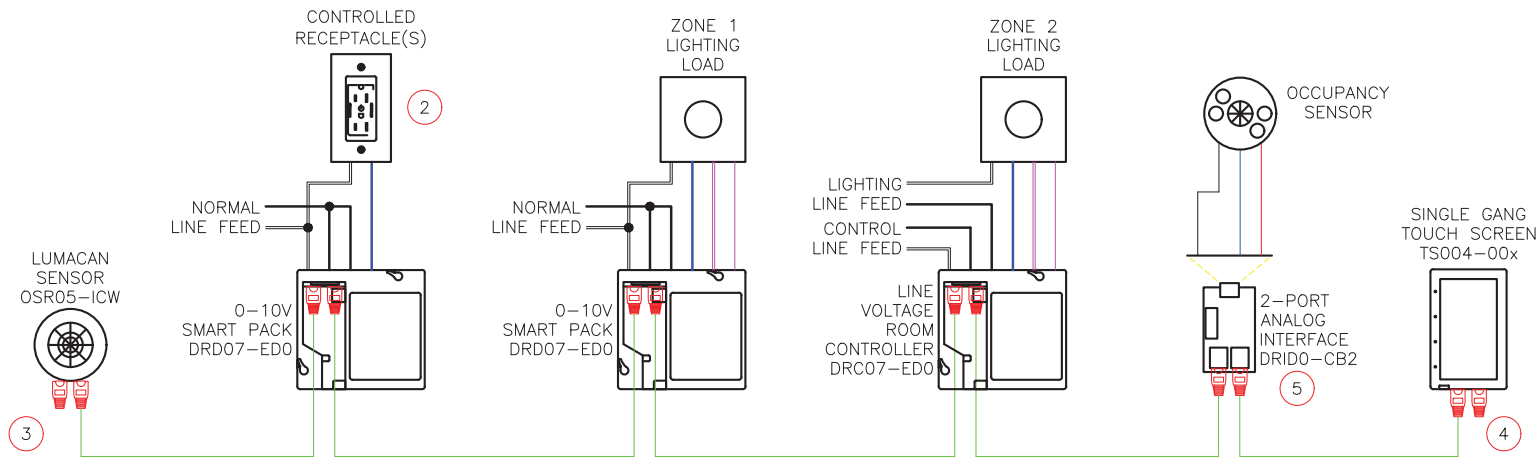 CONTROLLED
RECEPTACLE(S)
2
ZONE 1
LIGHTING
LOAD
ZONE 2
LIGHTING
LOAD
OCCUPANCY
SENSOR
NORMAL
LINE FEED
NORMAL
LINE FEED
LIGHTING
LINE FEED
CONTROL
LINE FEED
SINGLE GANG
TOUCH SCREEN
TS004-00x
LUMACAN
SENSOR
OSR05-ICW
0-10V
SMART PACK
DRD07-ED0
0-10V
SMART PACK
DRD07-ED0
LINE
VOLTAGE
ROOM
CONTROLLER
DRC07-ED0
2-PORT
ANALOG
INTERFACE
DRID0-CB2
5
3
4